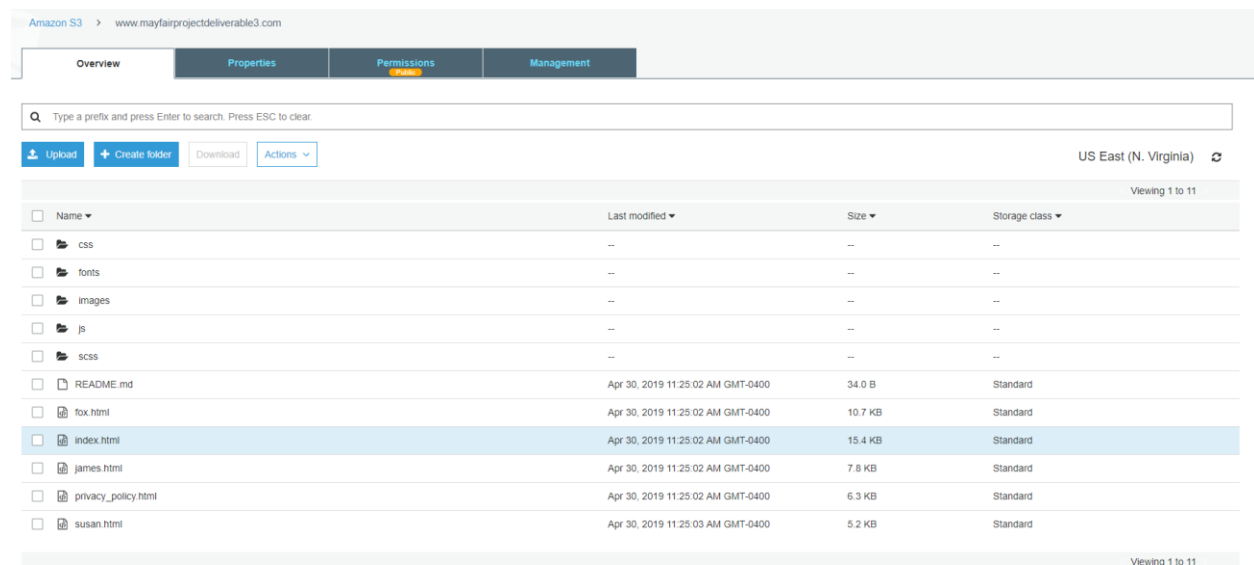 Amazon S3 > www.mayfairprojectdeliverable3.com
Overview Properties Permissions Management
Public
Type a prefix and press Enter to search. Press ESC to clear.
Upload + Create folder Download Actions
US East (N. Virginia)
Viewing 1 to 11
Name Last modified Size Storage class
css -- -- --
fonts -- -- --
images -- -- --
js -- -- --
scss -- -- --
README.md Apr 30, 2019 11:25:02 AM GMT-0400 34.0 B Standard
fox.html Apr 30, 2019 11:25:02 AM GMT-0400 10.7 KB Standard
index.html Apr 30, 2019 11:25:02 AM GMT-0400 15.4 KB Standard
james.html Apr 30, 2019 11:25:02 AM GMT-0400 7.8 KB Standard
privacy_policy.html Apr 30, 2019 11:25:02 AM GMT-0400 6.3 KB Standard
susan.html Apr 30, 2019 11:25:03 AM GMT-0400 5.2 KB Standard
Viewing 1 to 11